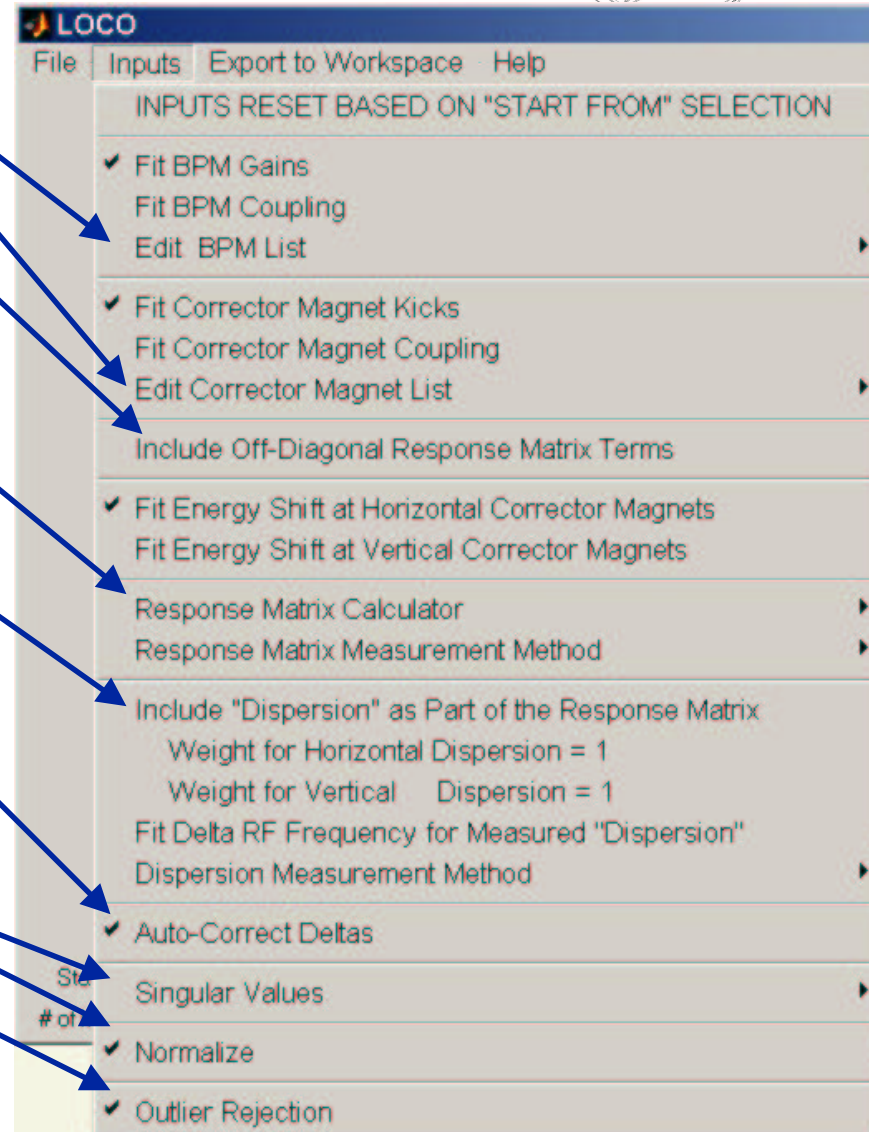 LOCO
File Inputs Export to Workspace Help
INPUTS RESET BASED ON "START FROM" SELECTION
Fit BPM Gains
Fit BPM Coupling
Edit BPM List
Fit Corrector Magnet Kicks
Fit Corrector Magnet Coupling
Edit Corrector Magnet List
Include Off-Diagonal Response Matrix Terms
Fit Energy Shift at Horizontal Corrector Magnets
Fit Energy Shift at Vertical Corrector Magnets
Response Matrix Calculator
Response Matrix Measurement Method
Include "Dispersion" as Part of the Response Matrix
Weight for Horizontal Dispersion = 1
Weight for Vertical Dispersion = 1
Fit Delta RF Frequency for Measured "Dispersion"
Dispersion Measurement Method
Auto-Correct Deltas
Singular Values
# of
Normalize
Outlier Rejection